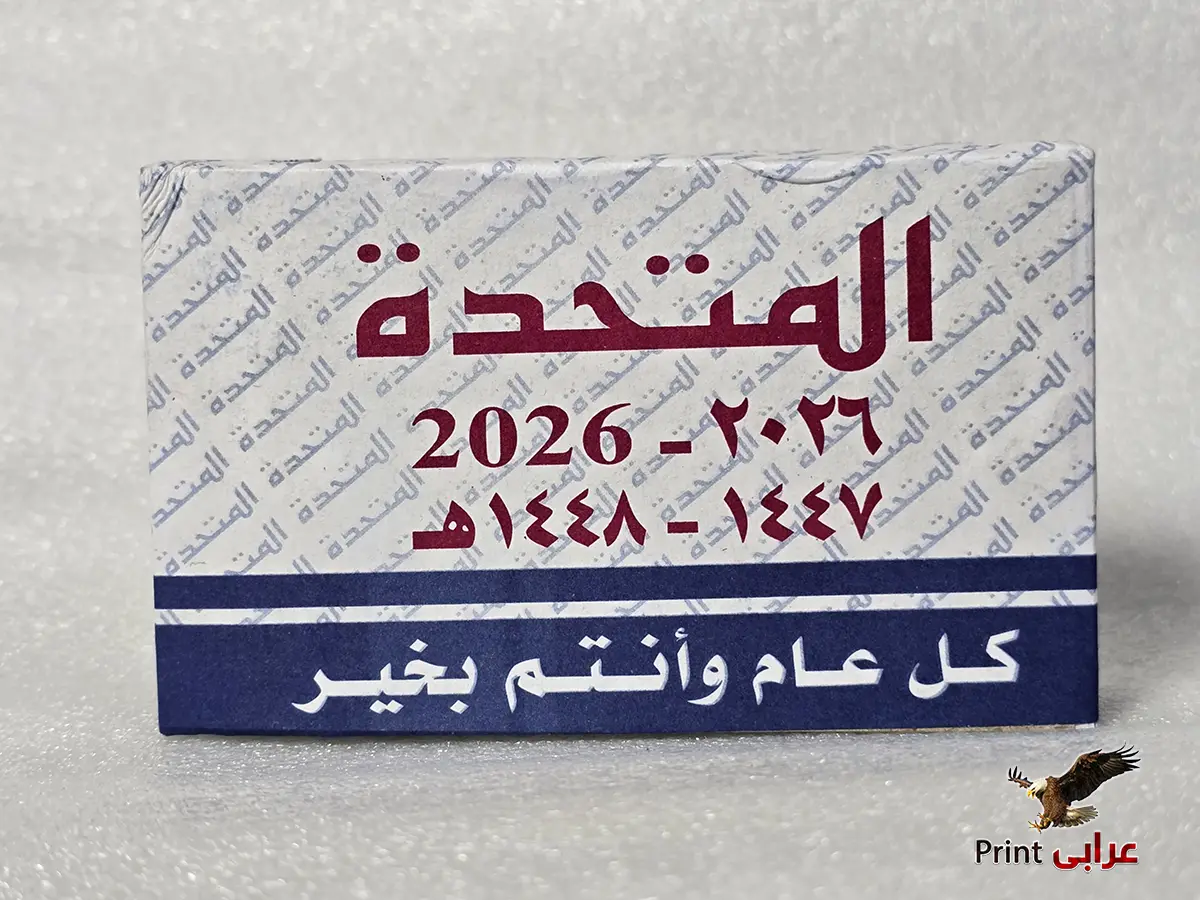 المتحدة
٢٠٢٦ - 2026
١٤٤٧ - ١٤٤٨هـ
كل عام وأنتم بخير
Print عرابى